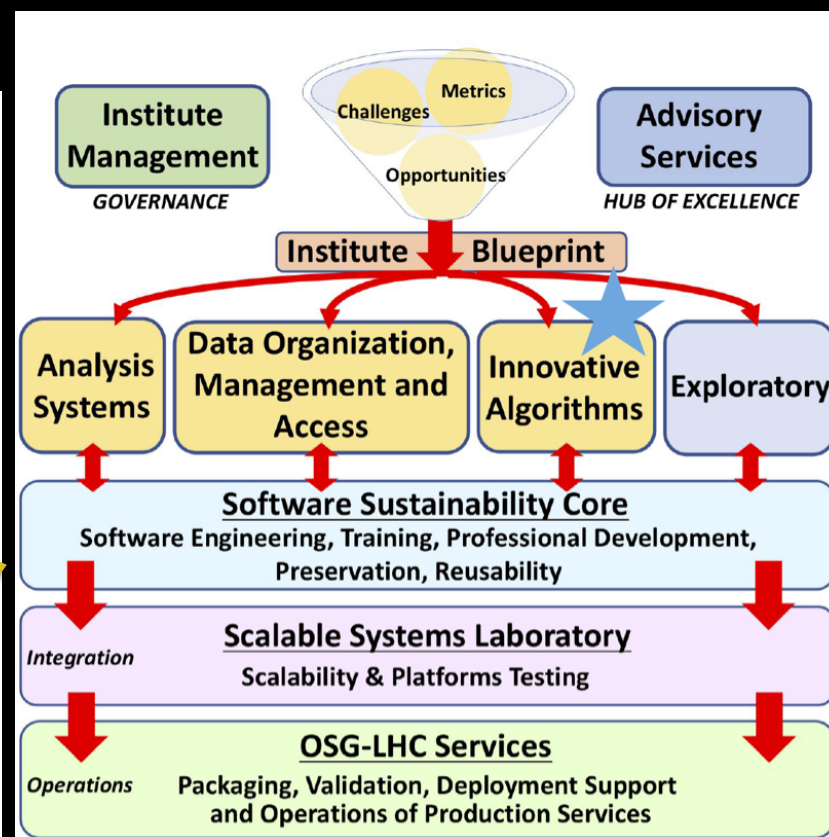 Institute
Management
GOVERNANCE
Challenges
Metrics
Opportunities
Advisory
Services
HUB OF EXCELLENCE
Institute Blueprint
Analysis
Systems
Data Organization,
Management and
Access
Innovative
Algorithms
Exploratory
Software Sustainability Core
Software Engineering, Training, Professional Development,
Preservation, Reusability
Integration
Scalable Systems Laboratory
Scalability & Platforms Testing
OSG-LHC Services
Operations
Packaging, Validation, Deployment Support
and Operations of Production Services